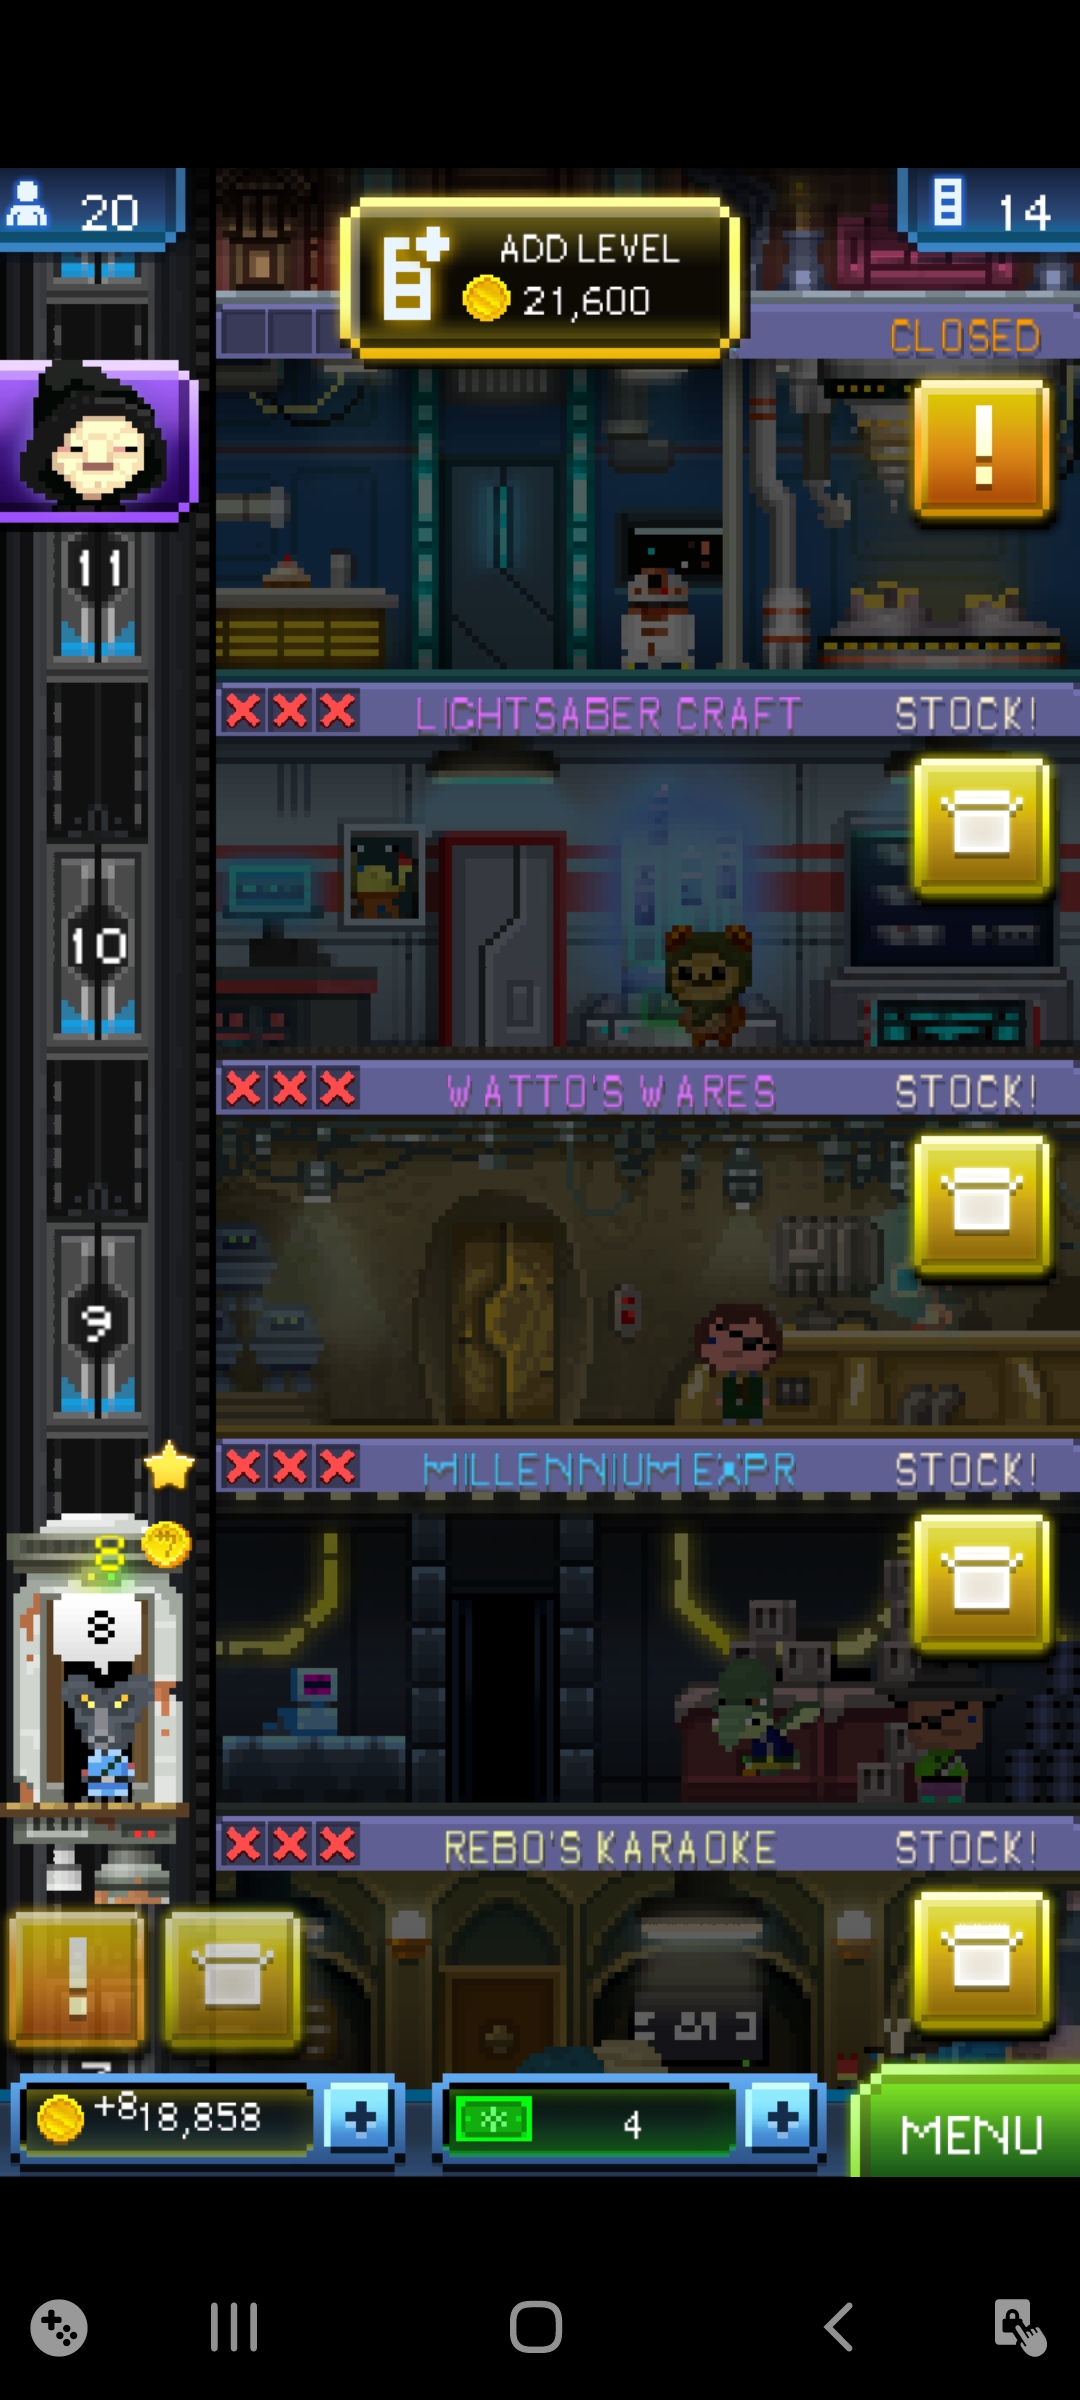 20
14
ADD LEVEL
21,600
CLOSED
11
LIGHTSABER CRAFT
STOCK!
10
WATTO'S WARES
STOCK!
9
MILLENNIUM EXPR
STOCK!
8
8
REBO'S KARAOKE
STOCK!
+8
18,858
4
MENU